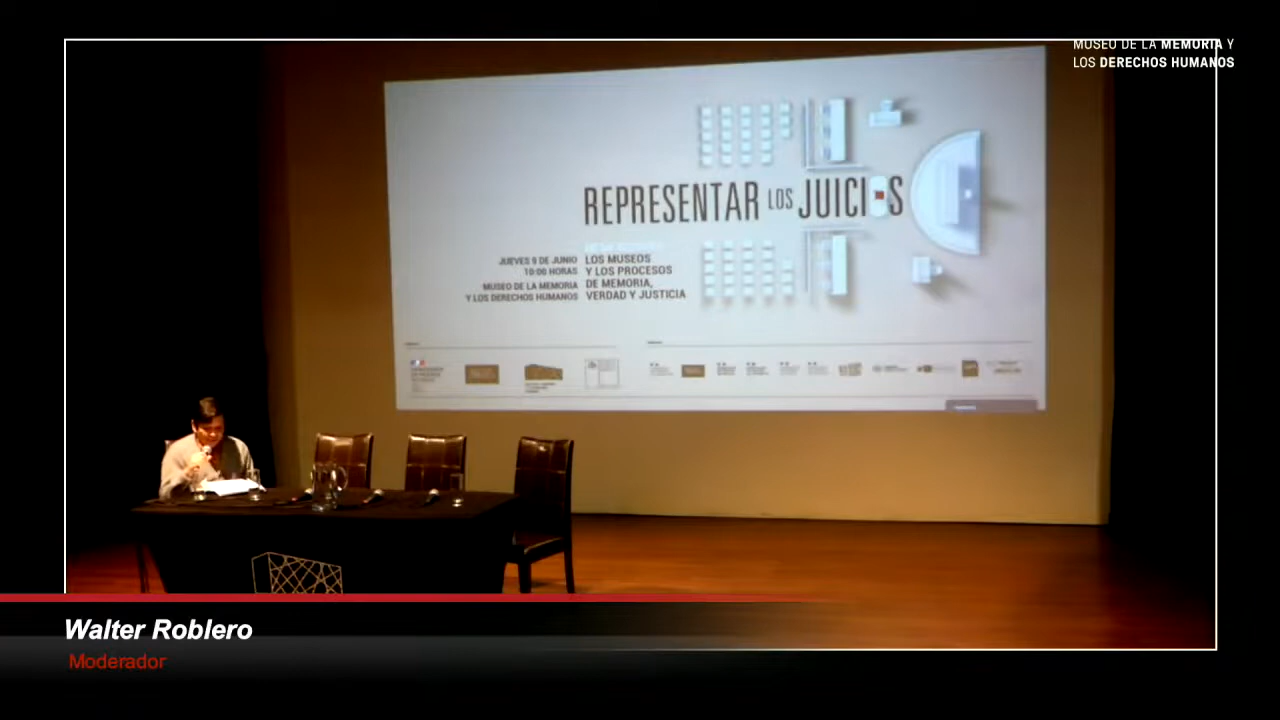 MUSEO DE LA MEMORIA Y
LOS DERECHOS HUMANOS
REPRESENTAR LOS JUICIOS
JUEVES 9 DE JUNIO
10:00 HORAS
MUSEO DE LA MEMORIA
Y LOS DERECHOS HUMANOS
LOS MUSEOS
Y LOS PROCESOS
DE MEMORIA,
VERDAD Y JUSTICIA
Walter Roblero
Moderador